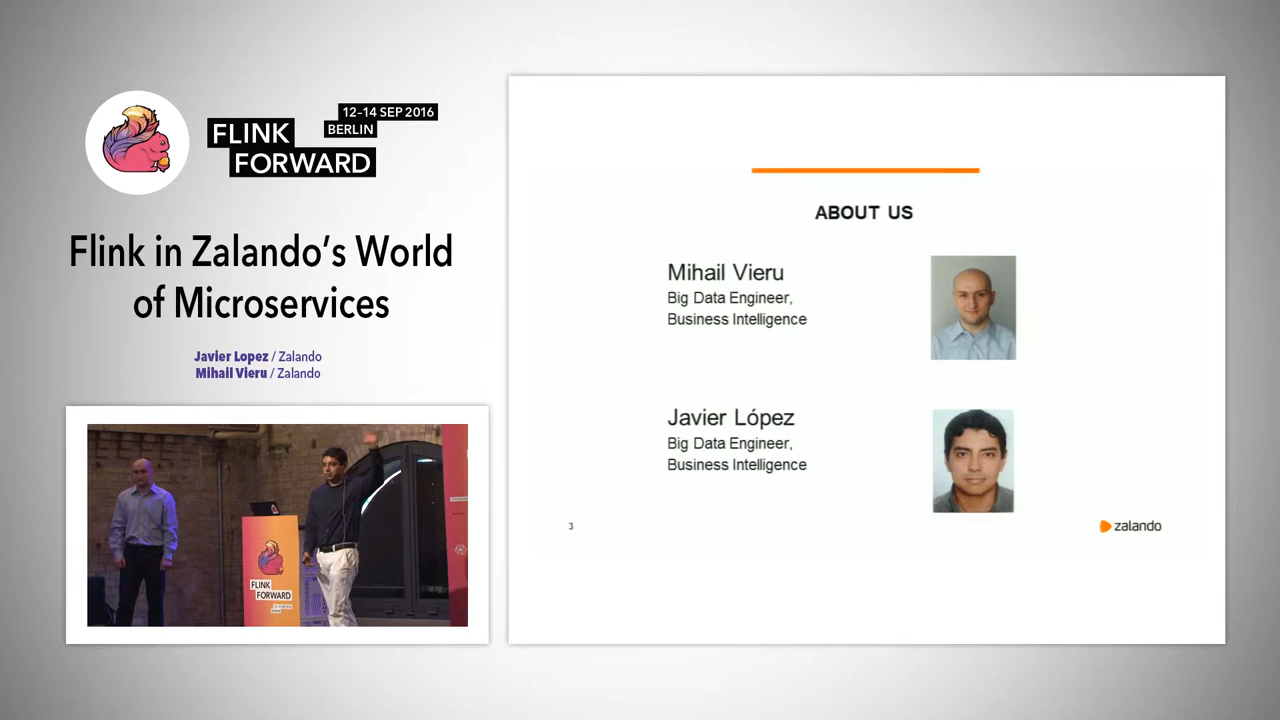 12–14 SEP 2016
BERLIN
FLINK
FORWARD
Flink in Zalando's World
of Microservices
Javier Lopez / Zalando
Mihail Vieru / Zalando
FLINK
FORWARD
ABOUT US
Mihail Vieru
Big Data Engineer,
Business Intelligence
Javier López
Big Data Engineer,
Business Intelligence
3
zalando